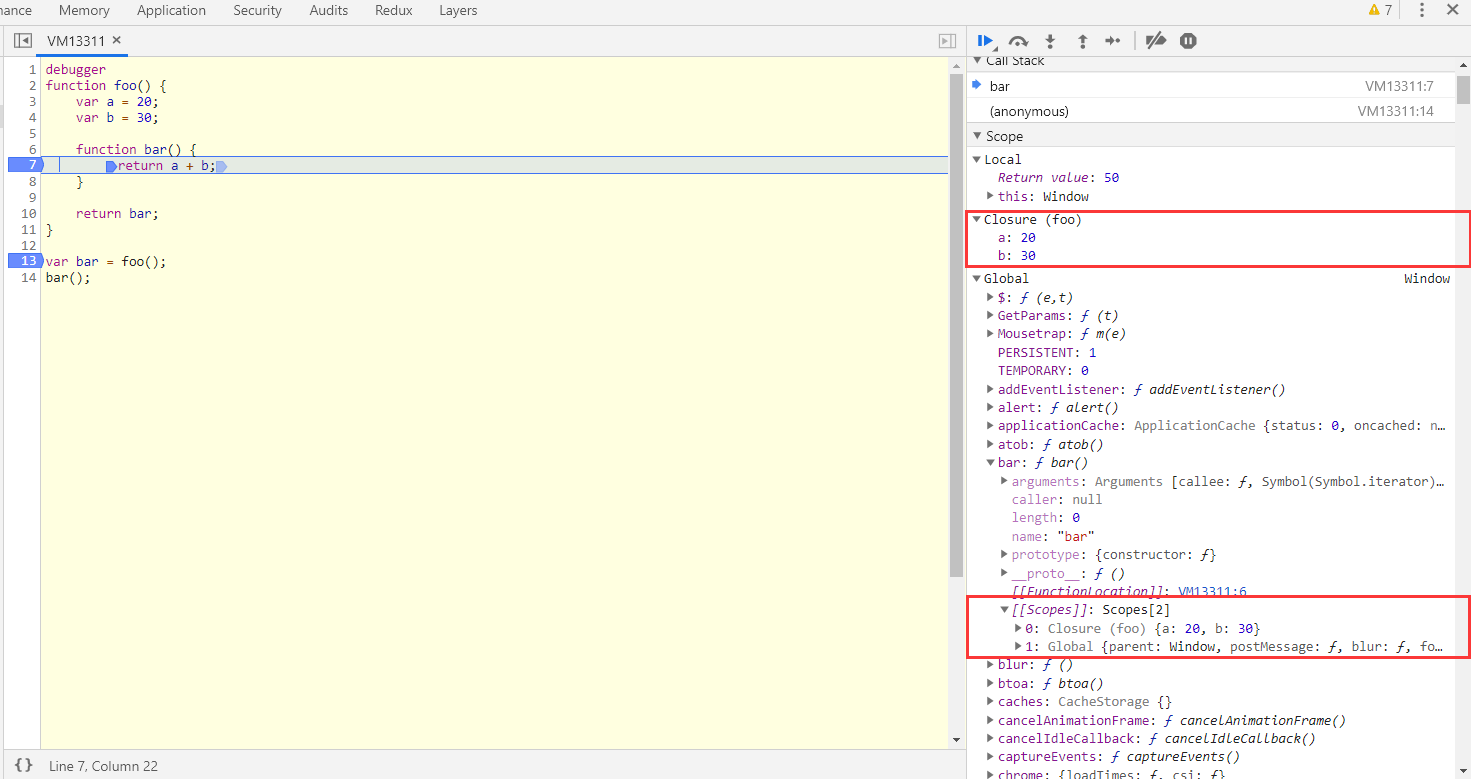 nance Memory Application Security Audits Redux Layers 7
VM13311
1 debugger
2 function foo() {
3 var a = 20;
4 var b = 30;
5
6 function bar() {
7 return a + b;
8 }
9
10 return bar;
11 }
12
13 var bar = foo();
14 bar();
{} Line 7, Column 22
Call Stack
bar VM13311:7
(anonymous) VM13311:14
Scope
Local
Return value: 50
this: Window
Closure (foo)
a: 20
b: 30
Global Window
$: ƒ (e,t)
GetParams: ƒ (t)
Mousetrap: ƒ m(e)
PERSISTENT: 1
TEMPORARY: 0
addEventListener: ƒ addEventListener()
alert: ƒ alert()
applicationCache: ApplicationCache {status: 0, oncached: n…
atob: ƒ atob()
bar: ƒ bar()
arguments: Arguments [callee: ƒ, Symbol(Symbol.iterator)…
caller: null
length: 0
name: "bar"
prototype: {constructor: ƒ}
__proto__: ƒ ()
[[FunctionLocation]]: VM13311:6
[[Scopes]]: Scopes[2]
0: Closure (foo) {a: 20, b: 30}
1: Global {parent: Window, postMessage: ƒ, blur: ƒ, fo…
blur: ƒ ()
btoa: ƒ btoa()
caches: CacheStorage {}
cancelAnimationFrame: ƒ cancelAnimationFrame()
cancelIdleCallback: ƒ cancelIdleCallback()
captureEvents: ƒ captureEvents()
chrome: {loadTimes: ƒ, csi: ƒ}